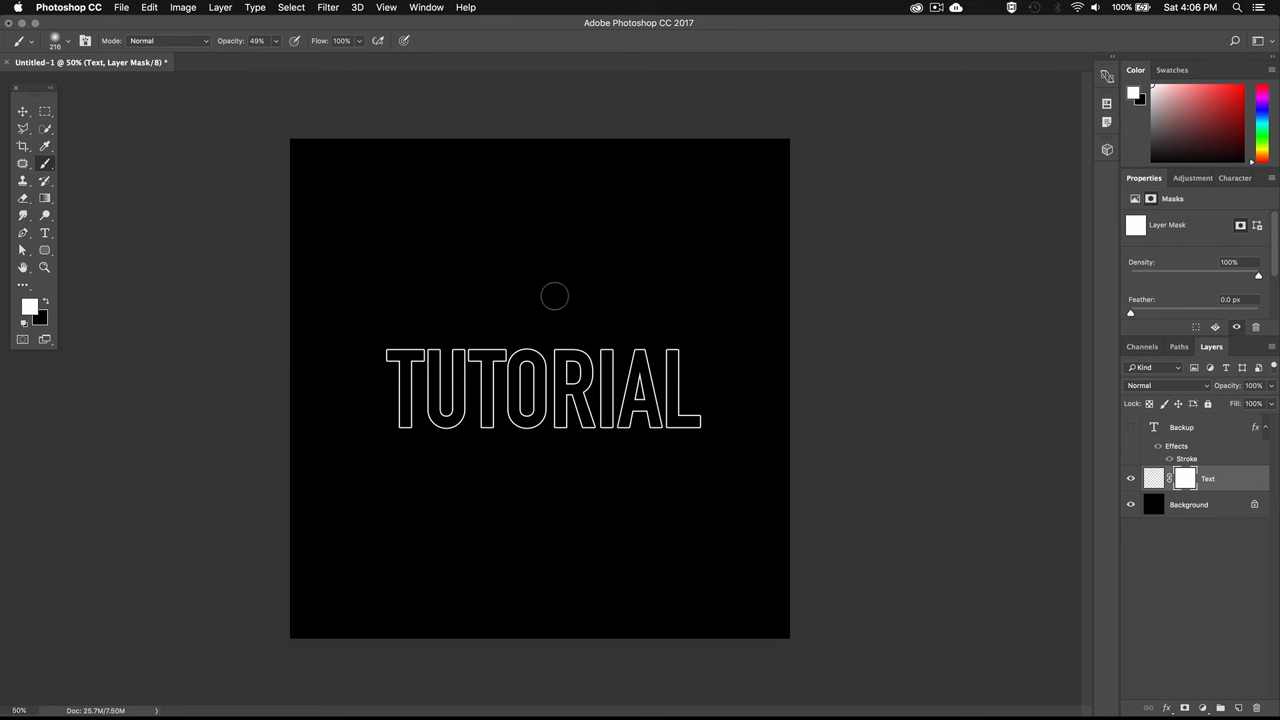 Photoshop CC File Edit Image Layer Type Select Filter 3D View Window Help 100% Sat 4:06 PM
Adobe Photoshop CC 2017
216 Mode: Normal Opacity: 49% Flow: 100%
Untitled-1 @ 50% (Text, Layer Mask/8) *
Color Swatches
Properties Adjustment Character
Masks
Layer Mask
Density: 100%
Feather: 0.0 px
TUTORIAL
Channels Paths Layers
Kind
Normal Opacity: 100%
Lock: Fill: 100%
Backup fx
Effects
Stroke
Text
Background
50% Doc: 25.7M/7.50M
fx